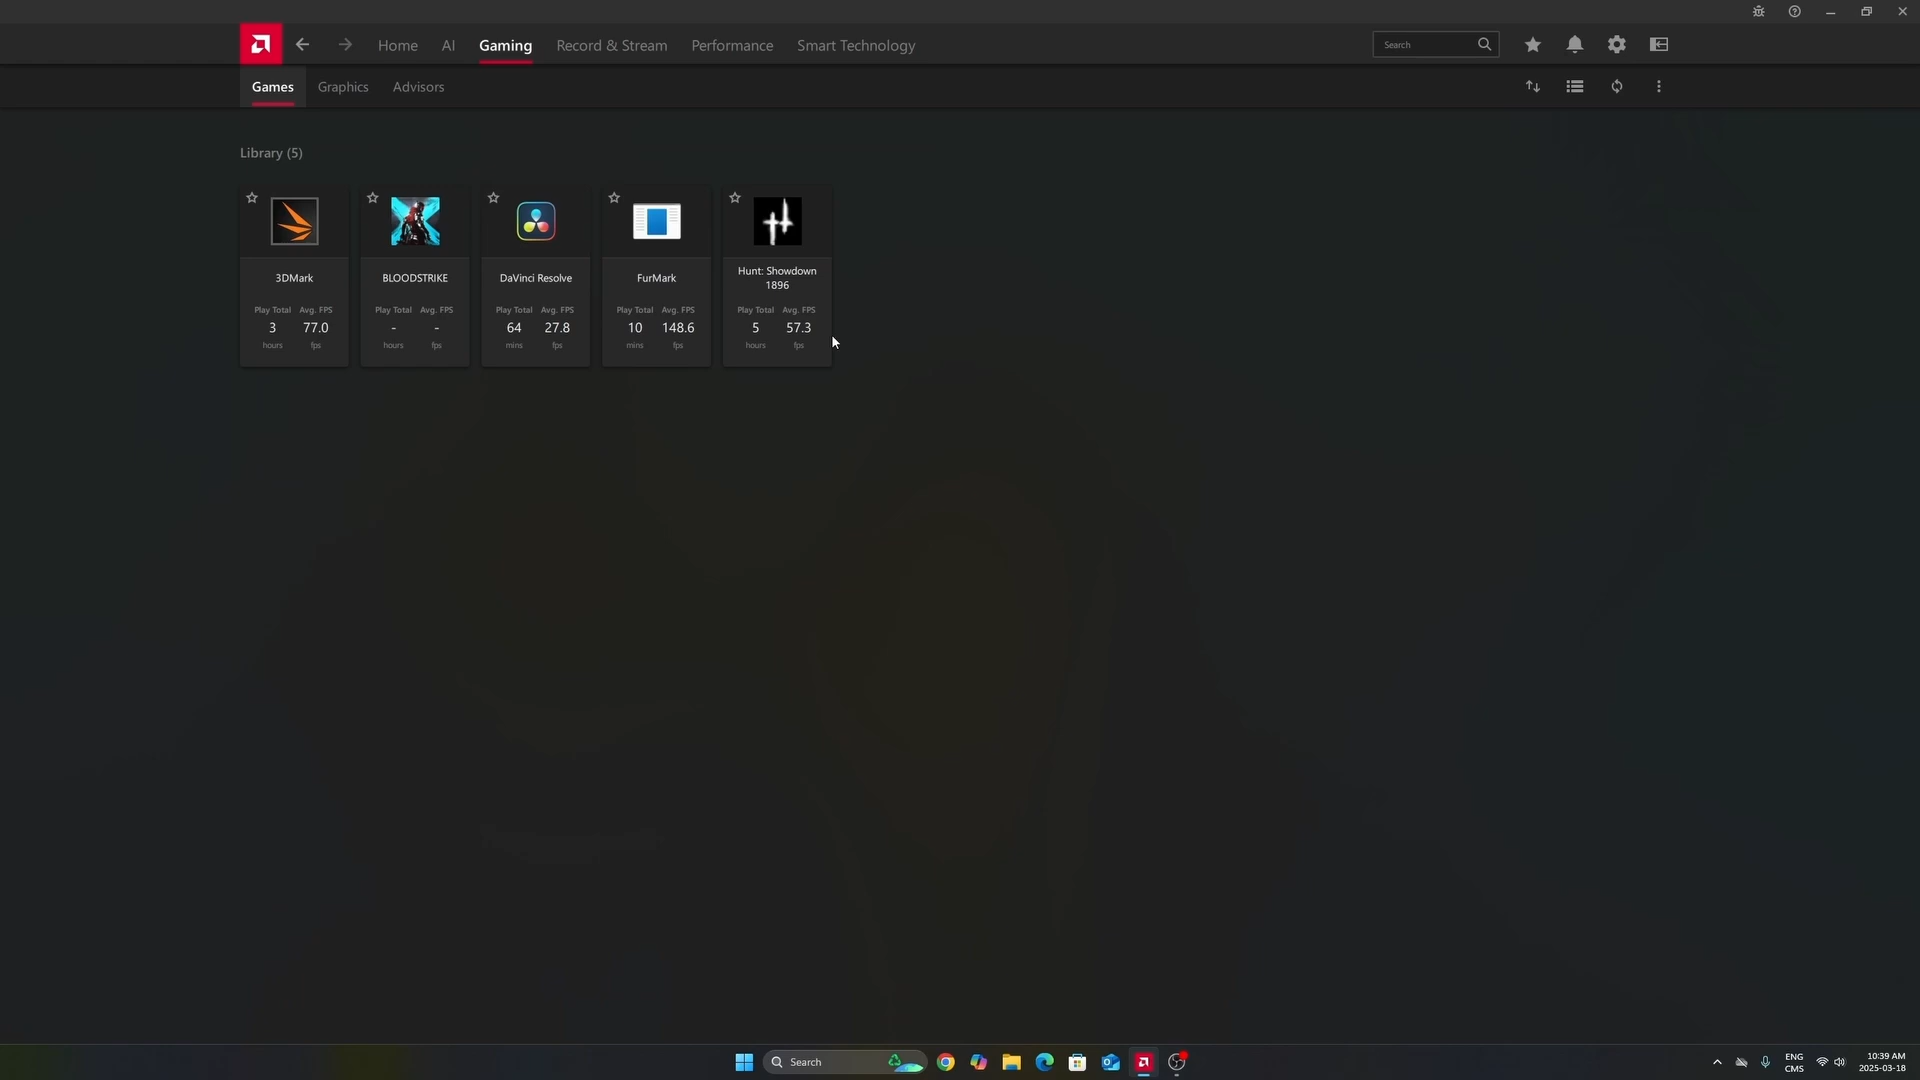 Home AI Gaming Record & Stream Performance Smart Technology Search
Games Graphics Advisors
Library (5)
3DMark
Play Total Avg. FPS
3 77.0
hours fps
BLOODSTRIKE
Play Total Avg. FPS
- -
hours fps
DaVinci Resolve
Play Total Avg. FPS
64 27.8
mins fps
FurMark
Play Total Avg. FPS
10 148.6
mins fps
Hunt: Showdown
1896
Play Total Avg. FPS
5 57.3
hours fps
Search
ENG
CMS
10:39 AM
2025-03-18